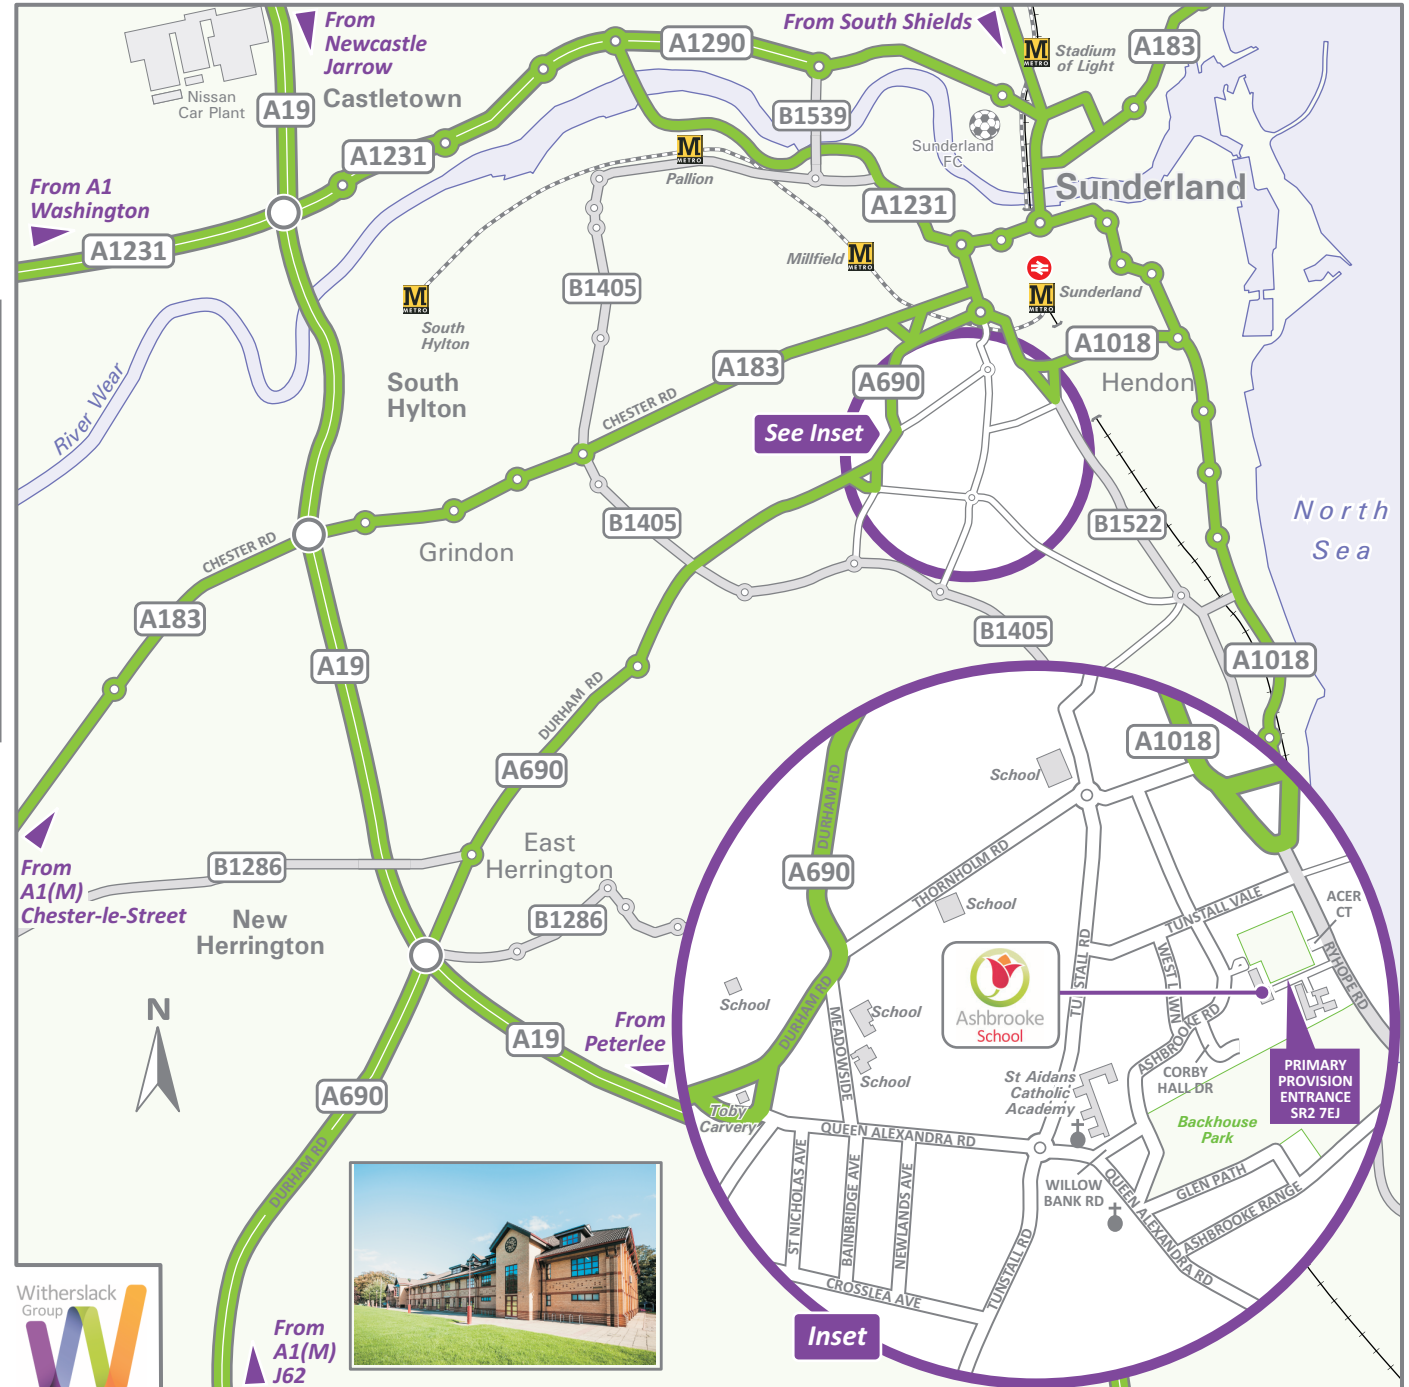 From
Newcastle
Jarrow
From South Shields
A1290
A183
METRO
Stadium
of Light
Nissan
Car Plant
A19
Castletown
B1539
Sunderland
FC
A1231
METRO
Pallion
From A1
Washington
A1231
A1231
Sunderland
Millfield
METRO
METRO
Sunderland
METRO
South
Hylton
B1405
River Wear
South
Hylton
A183
CHESTER RD
A690
A1018
Hendon
See Inset
North
Sea
B1405
B1522
CHESTER RD
Grindon
A183
A19
B1405
A1018
DURHAM RD
A690
East
Herrington
From
A1(M)
Chester-le-Street
B1286
New
Herrington
B1286
N
A19
From
Peterlee
A690
DURHAM RD
From
A1(M)
J62
Witherslack
Group
A1018
School
DURHAM RD
A690
THORNHOLM RD
School
TUNSTALL VALE
ACER
CT
RYHOPE RD
TUNSTALL RD
WEST LAWN
Ashbrooke
School
School
DURHAM RD
MEADOWSIDE
School
School
ASHBROOKE RD
CORBY
HALL DR
PRIMARY
PROVISION
ENTRANCE
SR2 7EJ
St Aidans
Catholic
Academy
Backhouse
Park
Toby
Carvery
QUEEN ALEXANDRA RD
WILLOW
BANK RD
GLEN PATH
ASHBROOKE RANGE
QUEEN ALEXANDRA RD
ST NICHOLAS AVE
BAINBRIDGE AVE
NEWLANDS AVE
TUNSTALL RD
CROSSLEA AVE
Inset